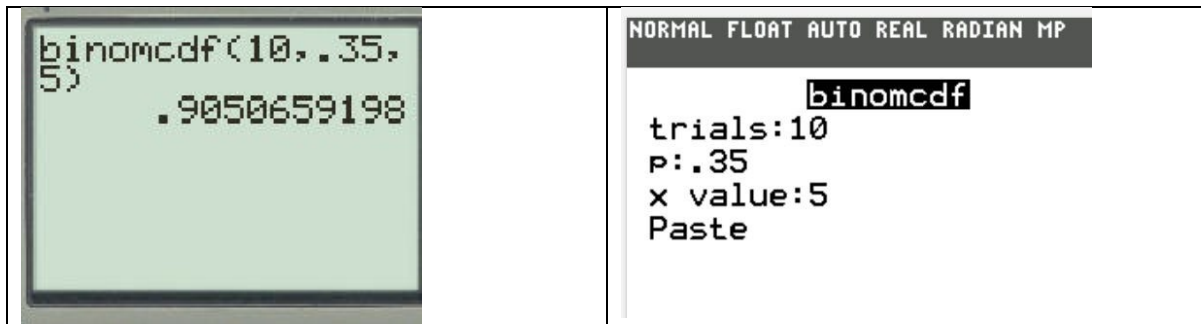 binomcdf(10,.35,
5)
.9050659198
NORMAL FLOAT AUTO REAL RADIAN MP
binomcdf
trials:10
p:.35
x value:5
Paste